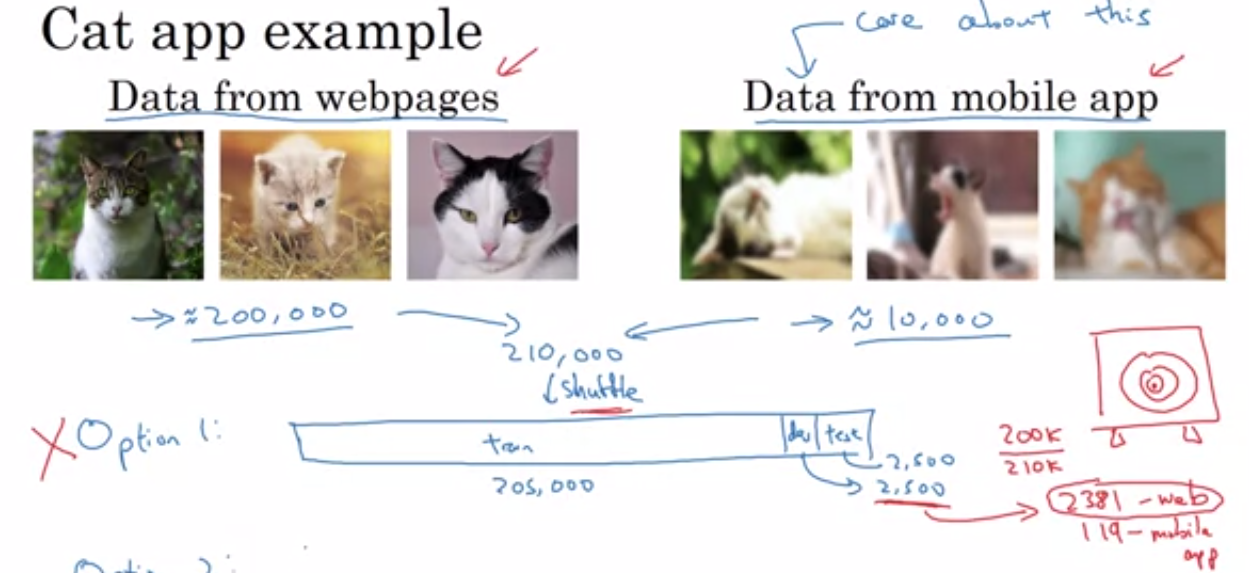 Cat app example
care about this
Data from webpages
Data from mobile app
→ ≈ 200,000
→ ≈ 10,000
210,000
↓ shuffle
X Option 1:
train
dev
test
205,000
2,500
2,500
200K
210K
2381 - web
119 - mobile
app
Option 2: